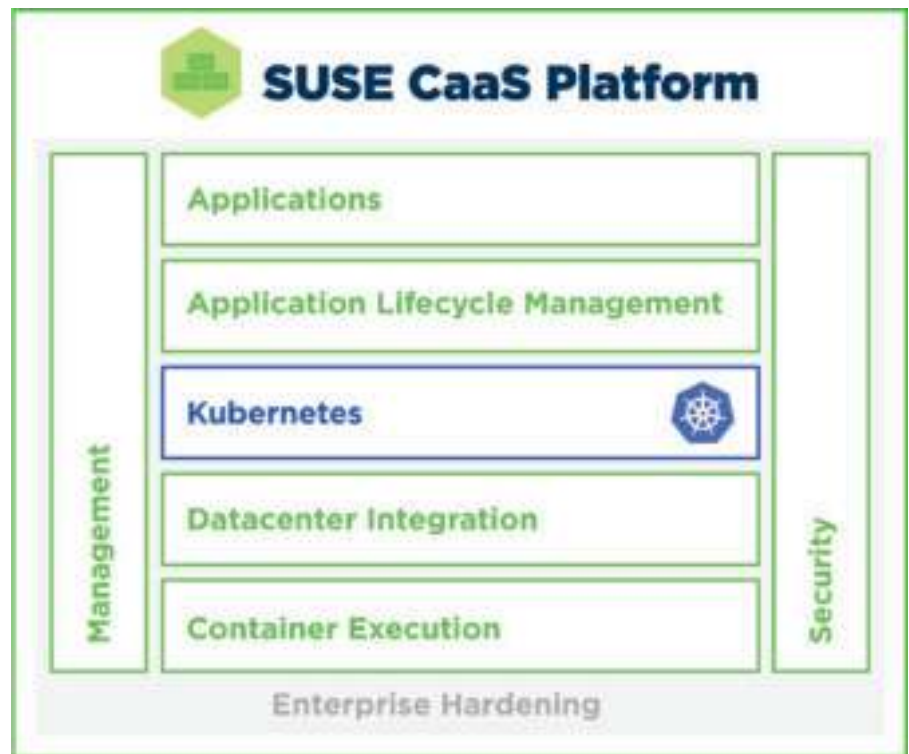 SUSE CaaS Platform
Applications
Application Lifecycle Management
Kubernetes
Datacenter Integration
Container Execution
Management
Security
Enterprise Hardening